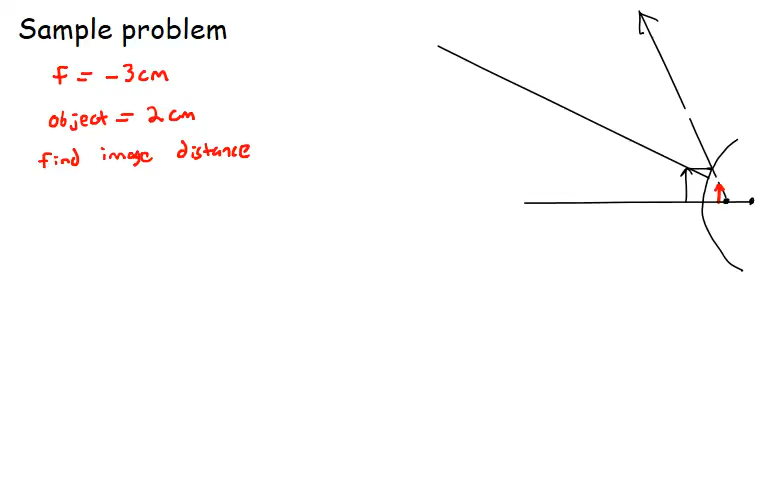 Sample problem
f = -3cm
object = 2cm
find image distance